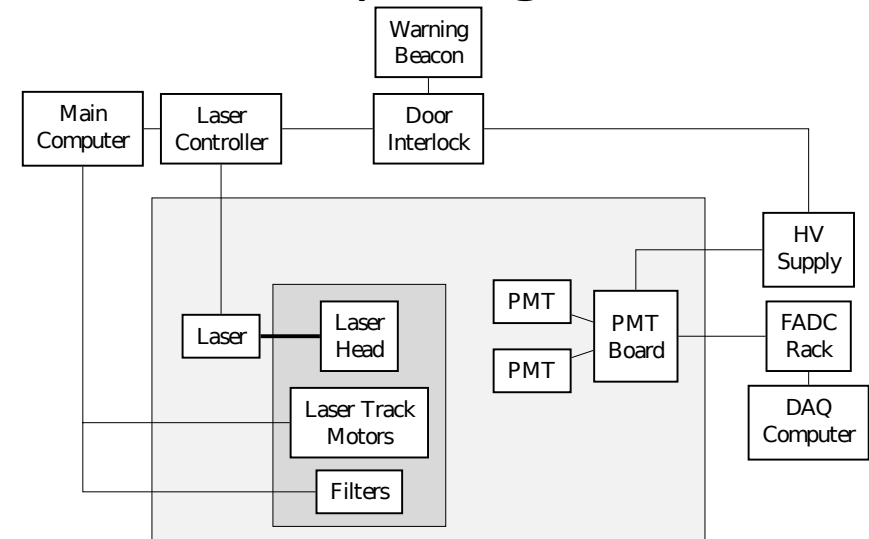 Warning
Beacon
Main
Computer
Laser
Controller
Door
Interlock
HV
Supply
PMT
Laser
Laser
Head
PMT
Board
FADC
Rack
PMT
Laser Track
Motors
DAQ
Computer
Filters